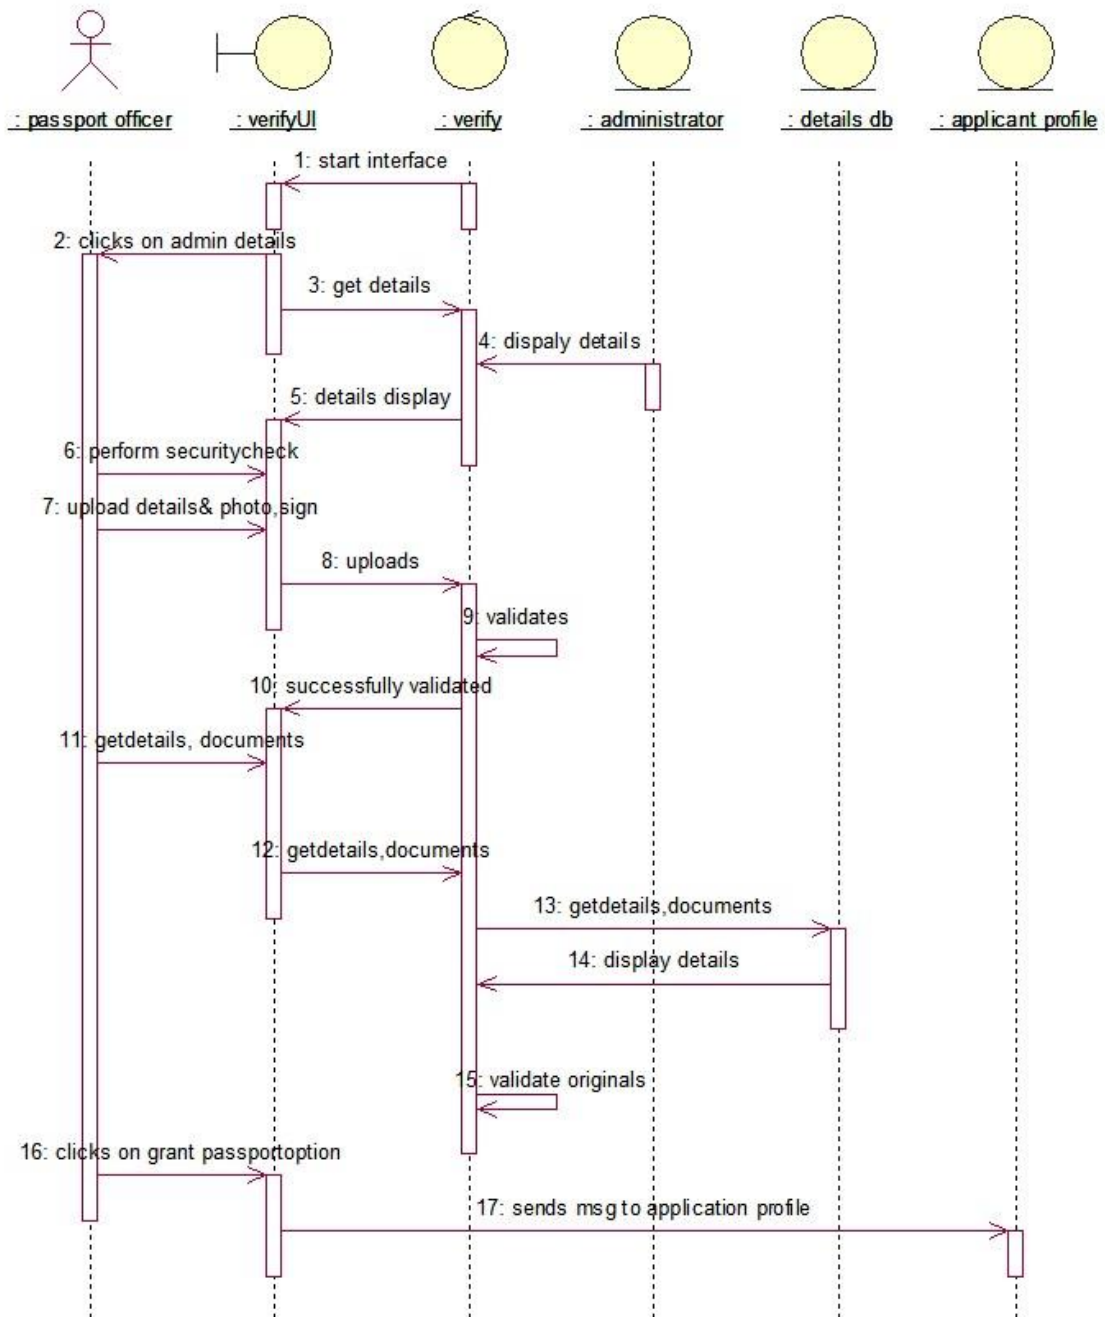 : passport officer
: verifyUI
: verify
: administrator
: details db
: applicant profile
1: start interface
2: clicks on admin details
3: get details
4: dispaly details
5: details display
6: perform securitycheck
7: upload details& photo,sign
8: uploads
9: validates
10: successfully validated
11: getdetails, documents
12: getdetails,documents
13: getdetails,documents
14: display details
15: validate originals
16: clicks on grant passportoption
17: sends msg to application profile